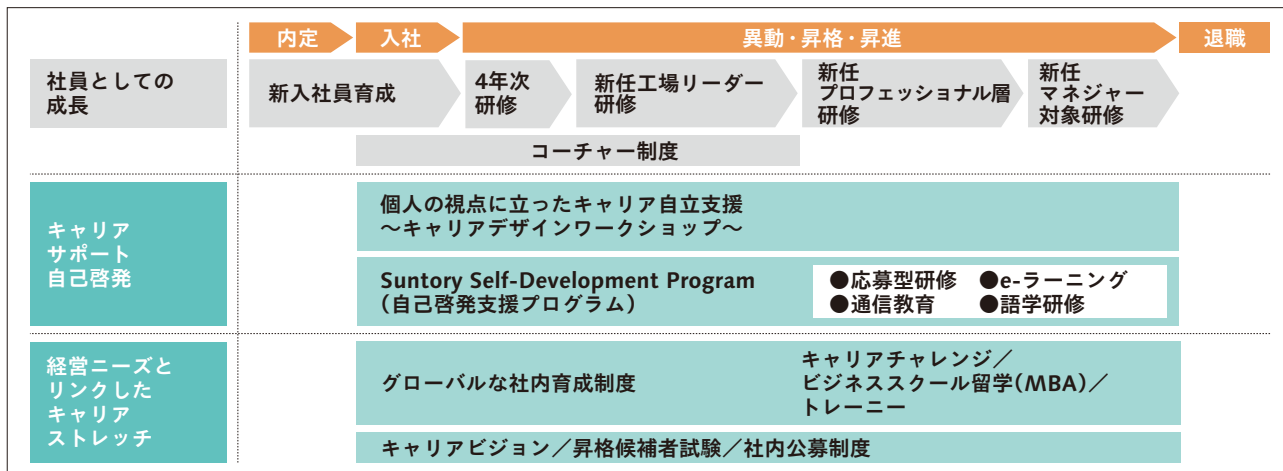 内定
入社
異動・昇格・昇進
退職
社員としての
成長
新入社員育成
4年次
研修
新任工場リーダー
研修
新任
プロフェッショナル層
研修
新任
マネジャー
対象研修
コーチャー制度
キャリア
サポート
自己啓発
個人の視点に立ったキャリア自立支援
〜キャリアデザインワークショップ〜
Suntory Self-Development Program
（自己啓発支援プログラム）
●応募型研修 ●e-ラーニング
●通信教育 ●語学研修
経営ニーズと
リンクした
キャリア
ストレッチ
グローバルな社内育成制度
キャリアチャレンジ／
ビジネススクール留学（MBA）／
トレーニー
キャリアビジョン／昇格候補者試験／社内公募制度